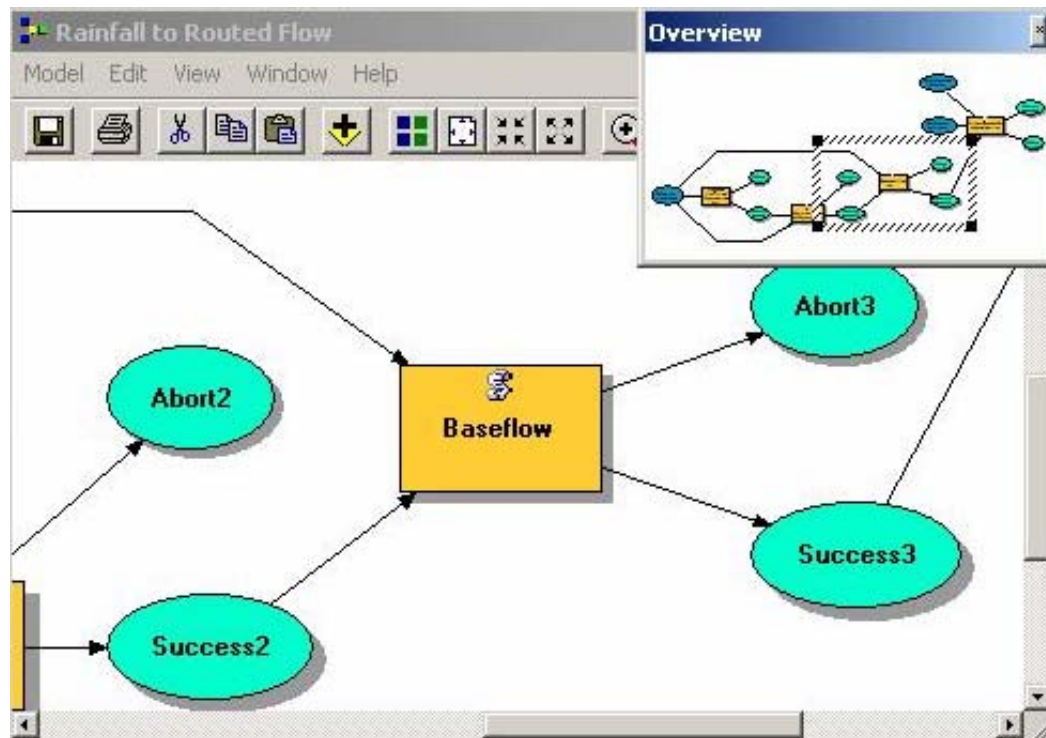 Rainfall to Routed Flow
Overview
Model Edit View Window Help
Abort3
Abort2
Baseflow
Success3
Success2